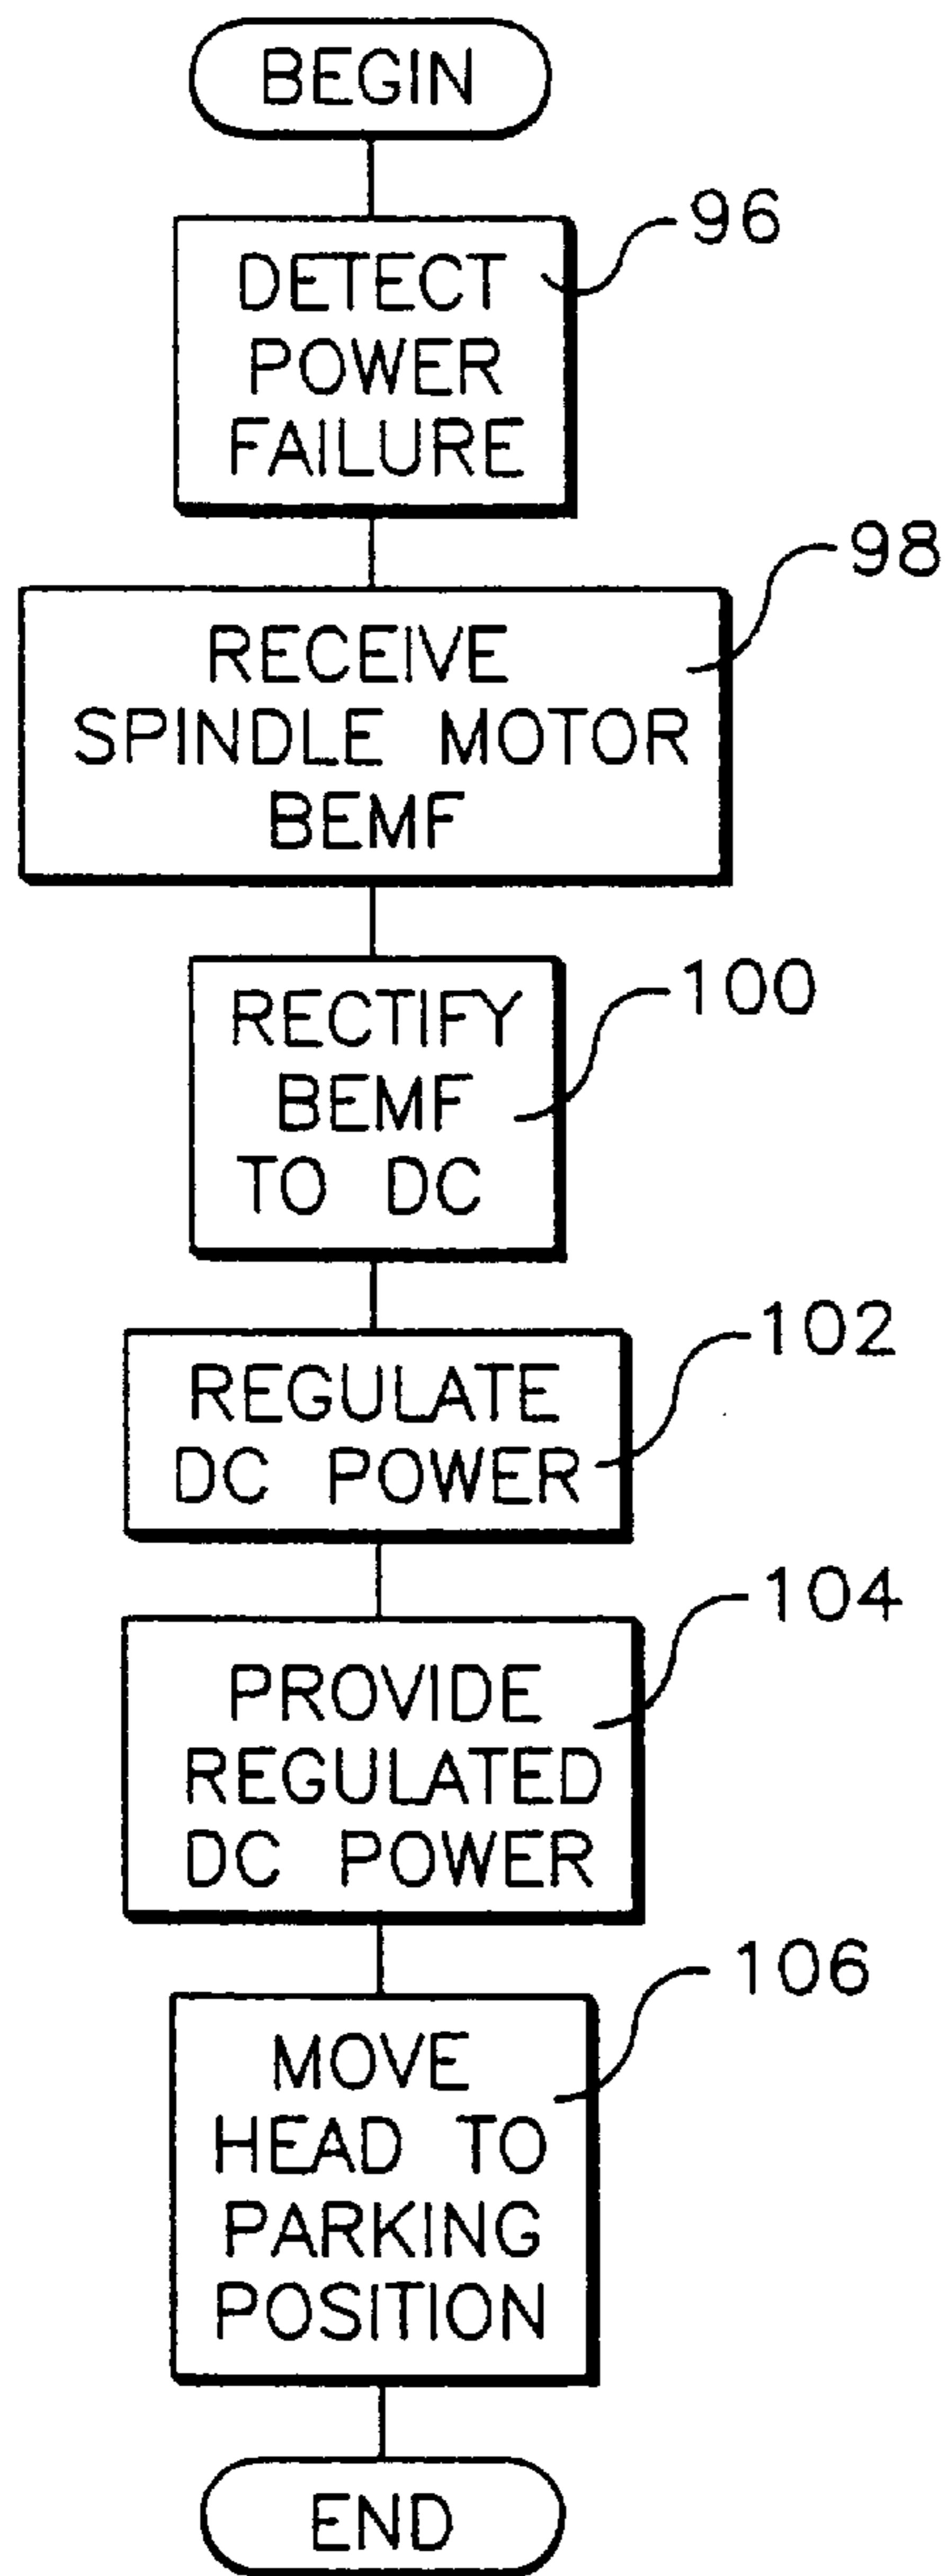 BEGIN
96
DETECT
POWER
FAILURE
98
RECEIVE
SPINDLE MOTOR
BEMF
100
RECTIFY
BEMF
TO DC
102
REGULATE
DC POWER
104
PROVIDE
REGULATED
DC POWER
106
MOVE
HEAD TO
PARKING
POSITION
END